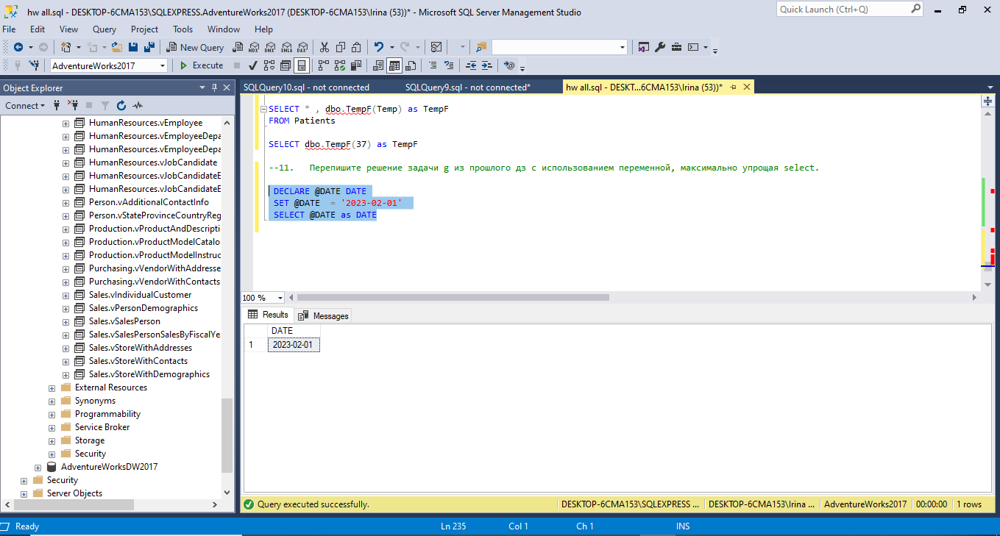 hw all.sql - DESKTOP-6CMA153\SQLEXPRESS.AdventureWorks2017 (DESKTOP-6CMA153\Irina (53))* - Microsoft SQL Server Management Studio
Quick Launch (Ctrl+Q)
File Edit View Query Project Tools Window Help
New Query MDX DMX XMLA DAX
AdventureWorks2017 Execute
Object Explorer
Connect
HumanResources.vEmployee
HumanResources.vEmployeeDepa
HumanResources.vEmployeeDepa
HumanResources.vJobCandidate
HumanResources.vJobCandidateE
HumanResources.vJobCandidateE
Person.vAdditionalContactInfo
Person.vStateProvinceCountryReg
Production.vProductAndDescripti
Production.vProductModelCatalo
Production.vProductModelInstruc
Purchasing.vVendorWithAddresse
Purchasing.vVendorWithContacts
Sales.vIndividualCustomer
Sales.vPersonDemographics
Sales.vSalesPerson
Sales.vSalesPersonSalesByFiscalYe
Sales.vStoreWithAddresses
Sales.vStoreWithContacts
Sales.vStoreWithDemographics
External Resources
Synonyms
Programmability
Service Broker
Storage
Security
AdventureWorksDW2017
Security
Server Objects
SQLQuery10.sql - not connected SQLQuery9.sql - not connected* hw all.sql - DESKT...6CMA153\Irina (53))*
SELECT * , dbo.TempF(Temp) as TempF
FROM Patients
SELECT dbo.TempF(37) as TempF
--11. Перепишите решение задачи g из прошлого дз с использованием переменной, максимально упрощая select.
DECLARE @DATE DATE
SET @DATE = '2023-02-01'
SELECT @DATE as DATE
100 %
Results Messages
DATE
1 2023-02-01
Query executed successfully. DESKTOP-6CMA153\SQLEXPRESS ... DESKTOP-6CMA153\Irina ... AdventureWorks2017 00:00:00 1 rows
Ready Ln 235 Col 1 Ch 1 INS